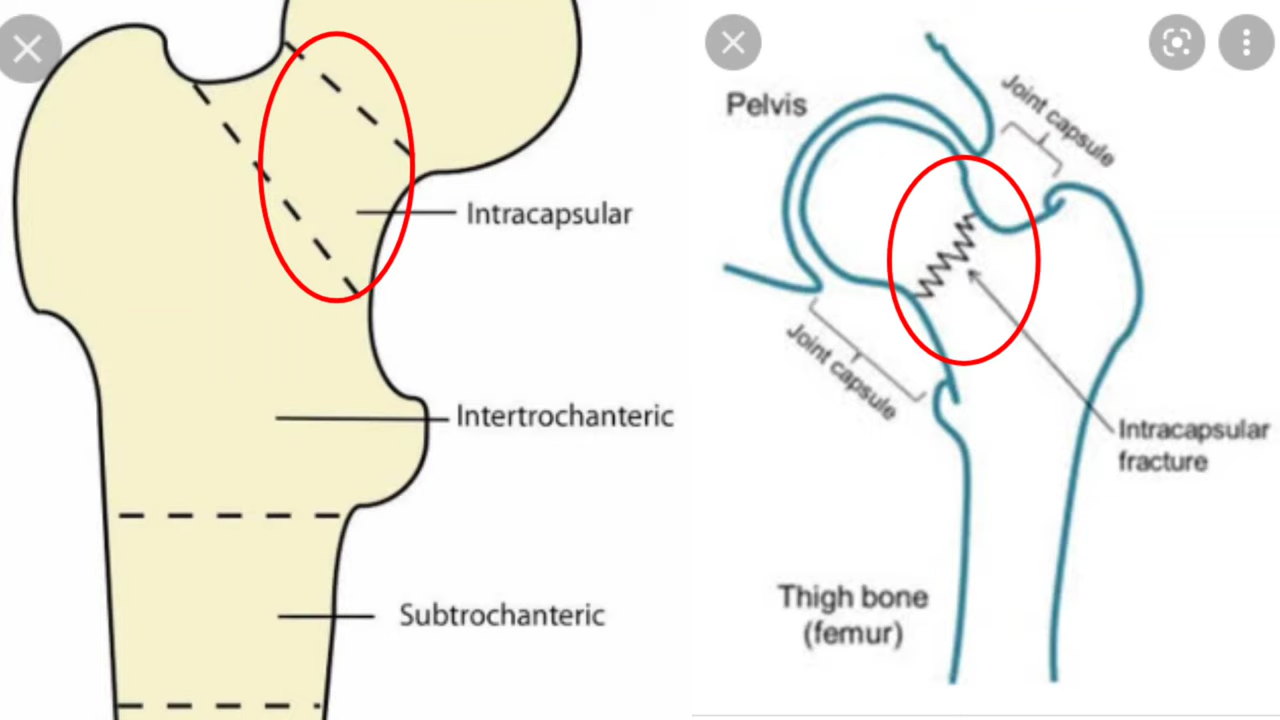 Intracapsular
Intertrochanteric
Subtrochanteric
Pelvis
Joint capsule
Joint capsule
Intracapsular
fracture
Thigh bone
(femur)